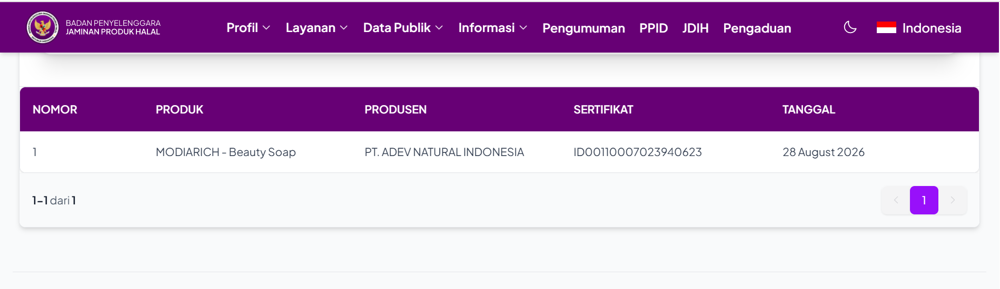 BADAN PENYELENGGARA
JAMINAN PRODUK HALAL
Profil Layanan Data Publik Informasi Pengumuman PPID JDIH Pengaduan Indonesia
NOMOR PRODUK PRODUSEN SERTIFIKAT TANGGAL
1 MODIARICH - Beauty Soap PT. ADEV NATURAL INDONESIA ID00110007023940623 28 August 2026
1-1 dari 1
1